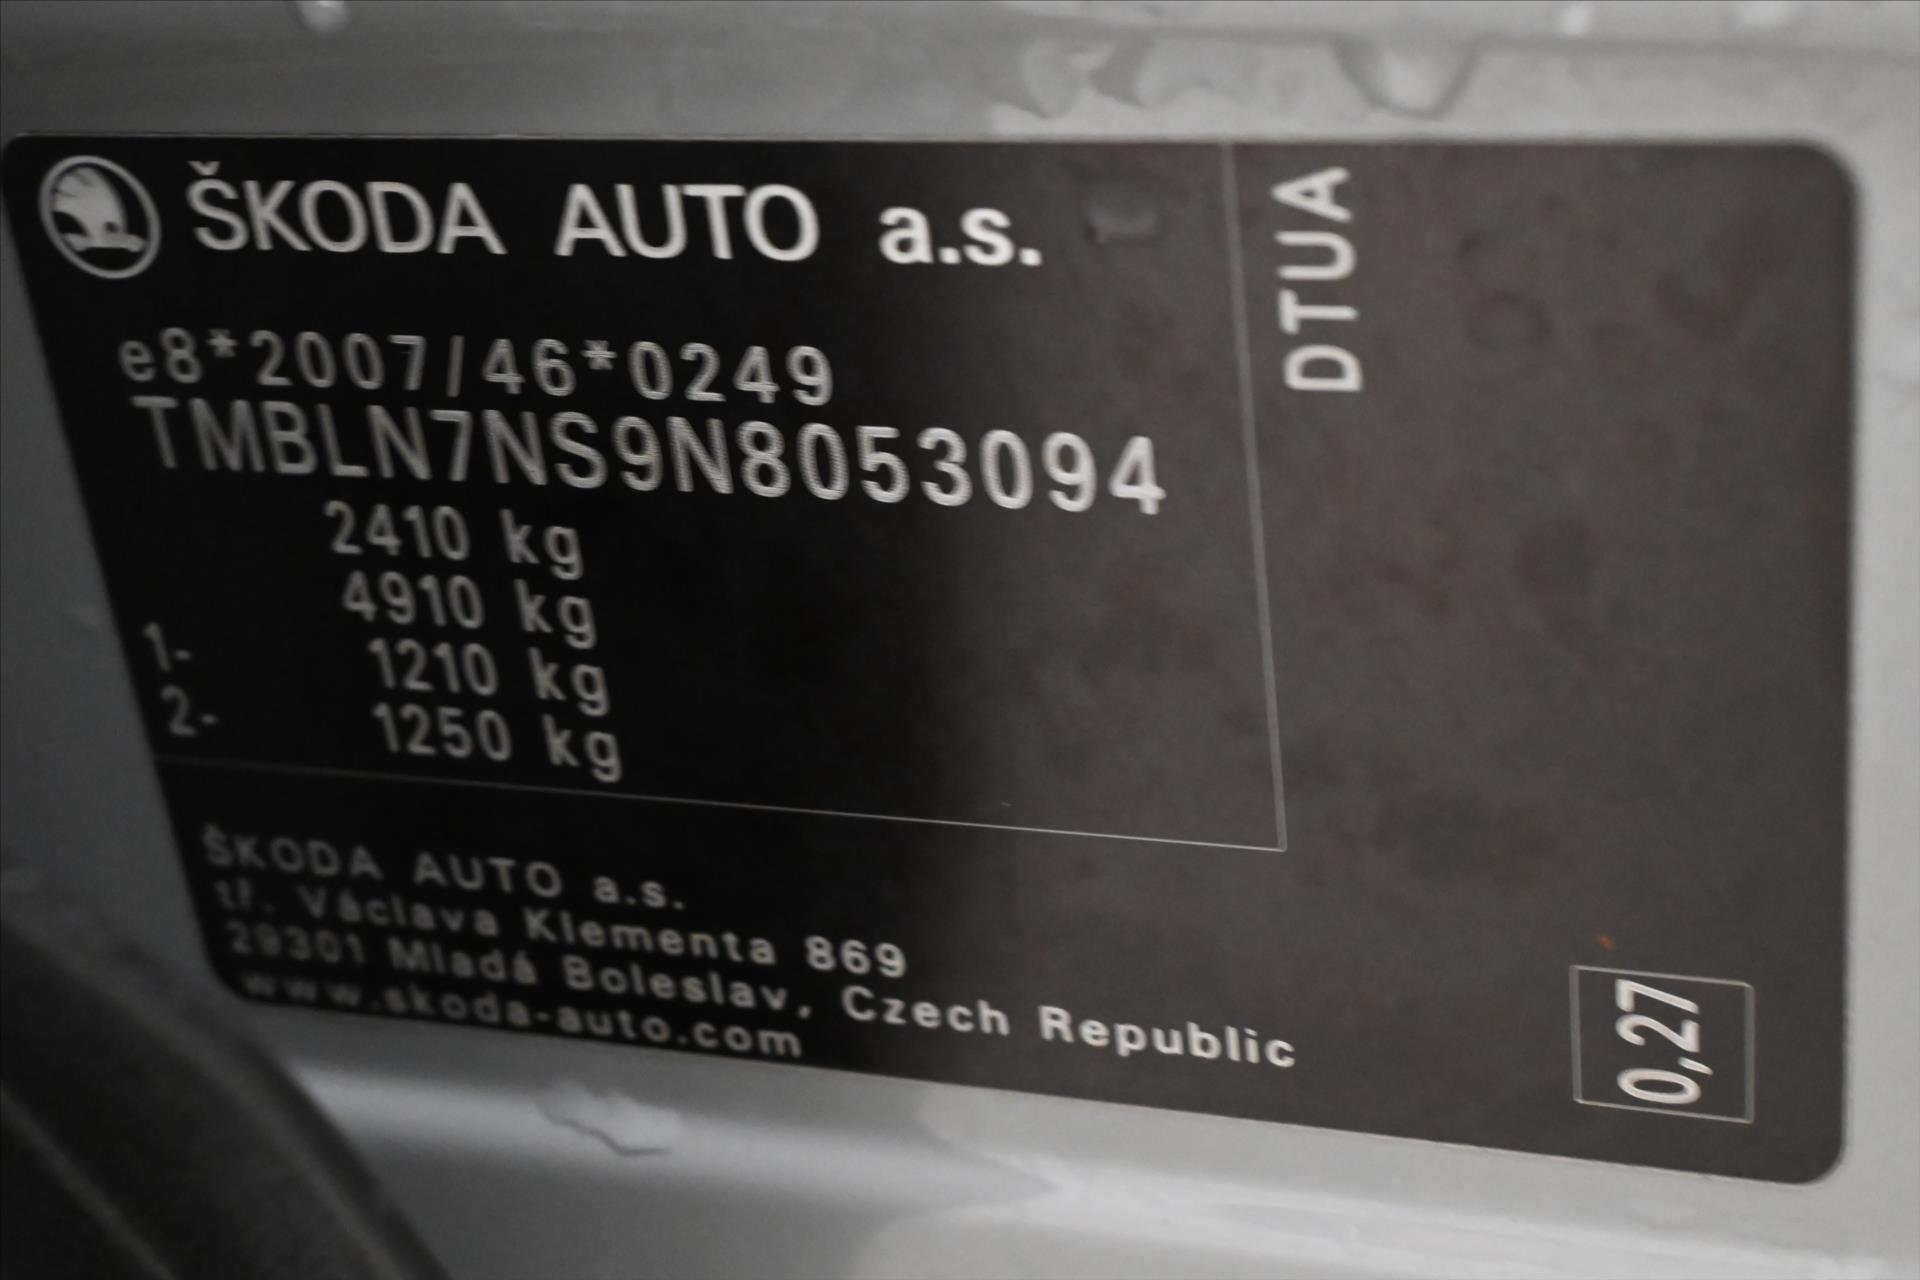 ŠKODA AUTO a.s.
e8*2007/46*0249
TMBLN7NS9N8053094
2410 kg
4910 kg
1- 1210 kg
2- 1250 kg
DTUA
ŠKODA AUTO a.s.
tř. Václava Klementa 869
29301 Mladá Boleslav, Czech Republic
www.skoda-auto.com
0,27